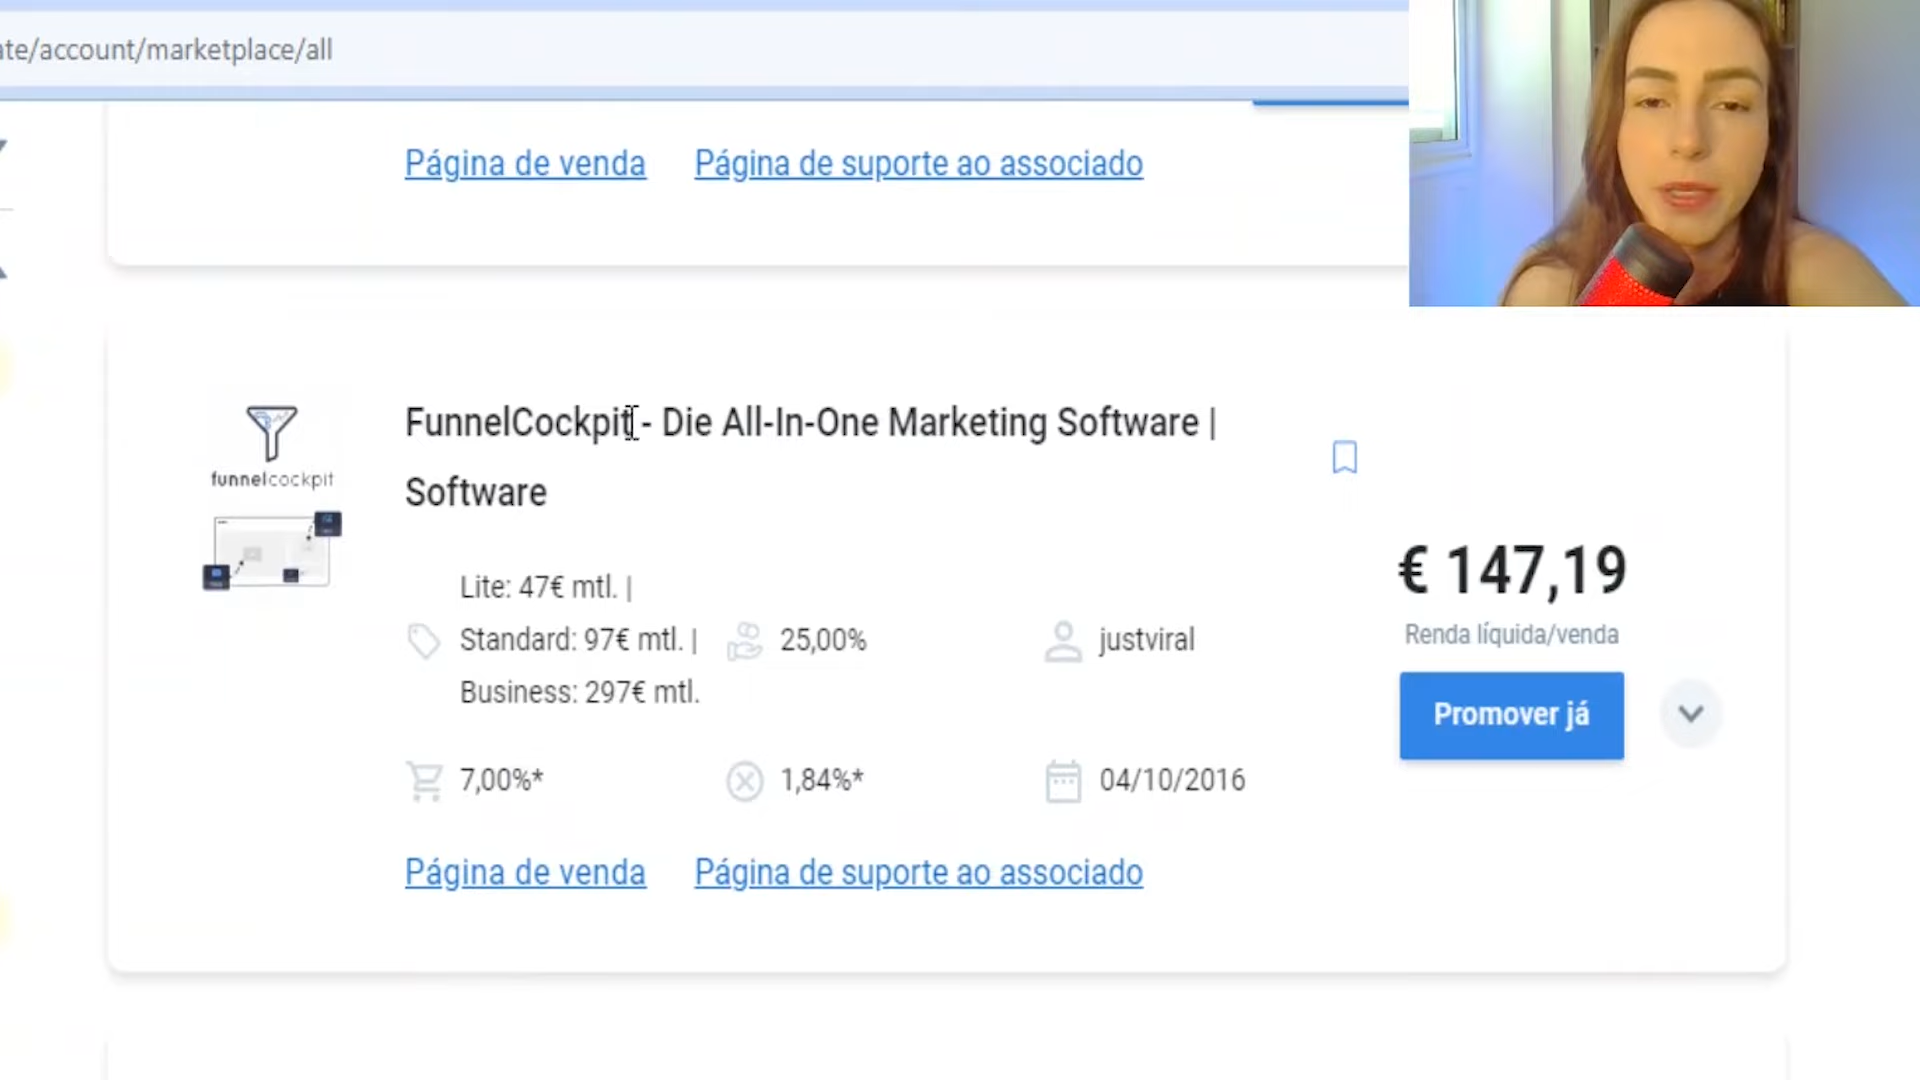 ate/account/marketplace/all
Página de venda Página de suporte ao associado
FunnelCockpit - Die All-In-One Marketing Software |
Software
funnelcockpit
Lite: 47€ mtl. |
Standard: 97€ mtl. |
Business: 297€ mtl.
25,00%
justviral
7,00%*
1,84%*
04/10/2016
€ 147,19
Renda líquida/venda
Promover já
Página de venda Página de suporte ao associado